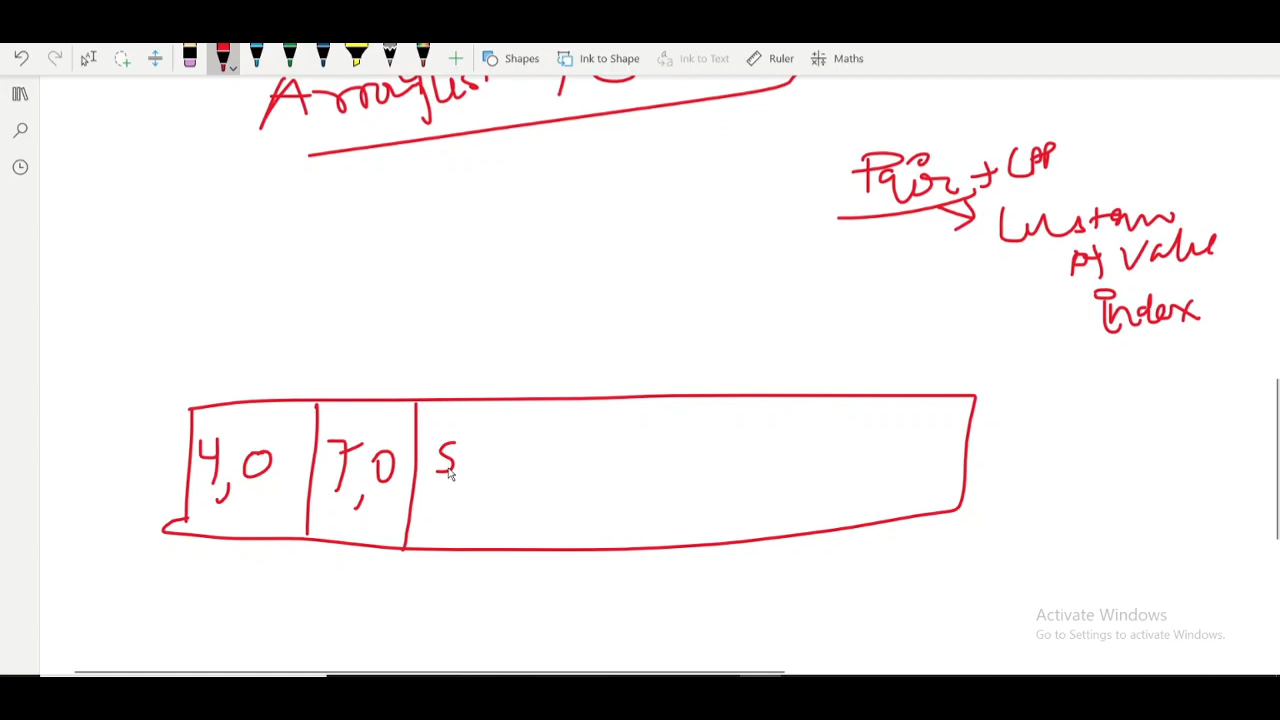 Shapes Ink to Shape Ink to Text Ruler Maths
Arraylist
Pair → CPP
Custom
of value
index
4,0 7,0 5
Activate Windows
Go to Settings to activate Windows.